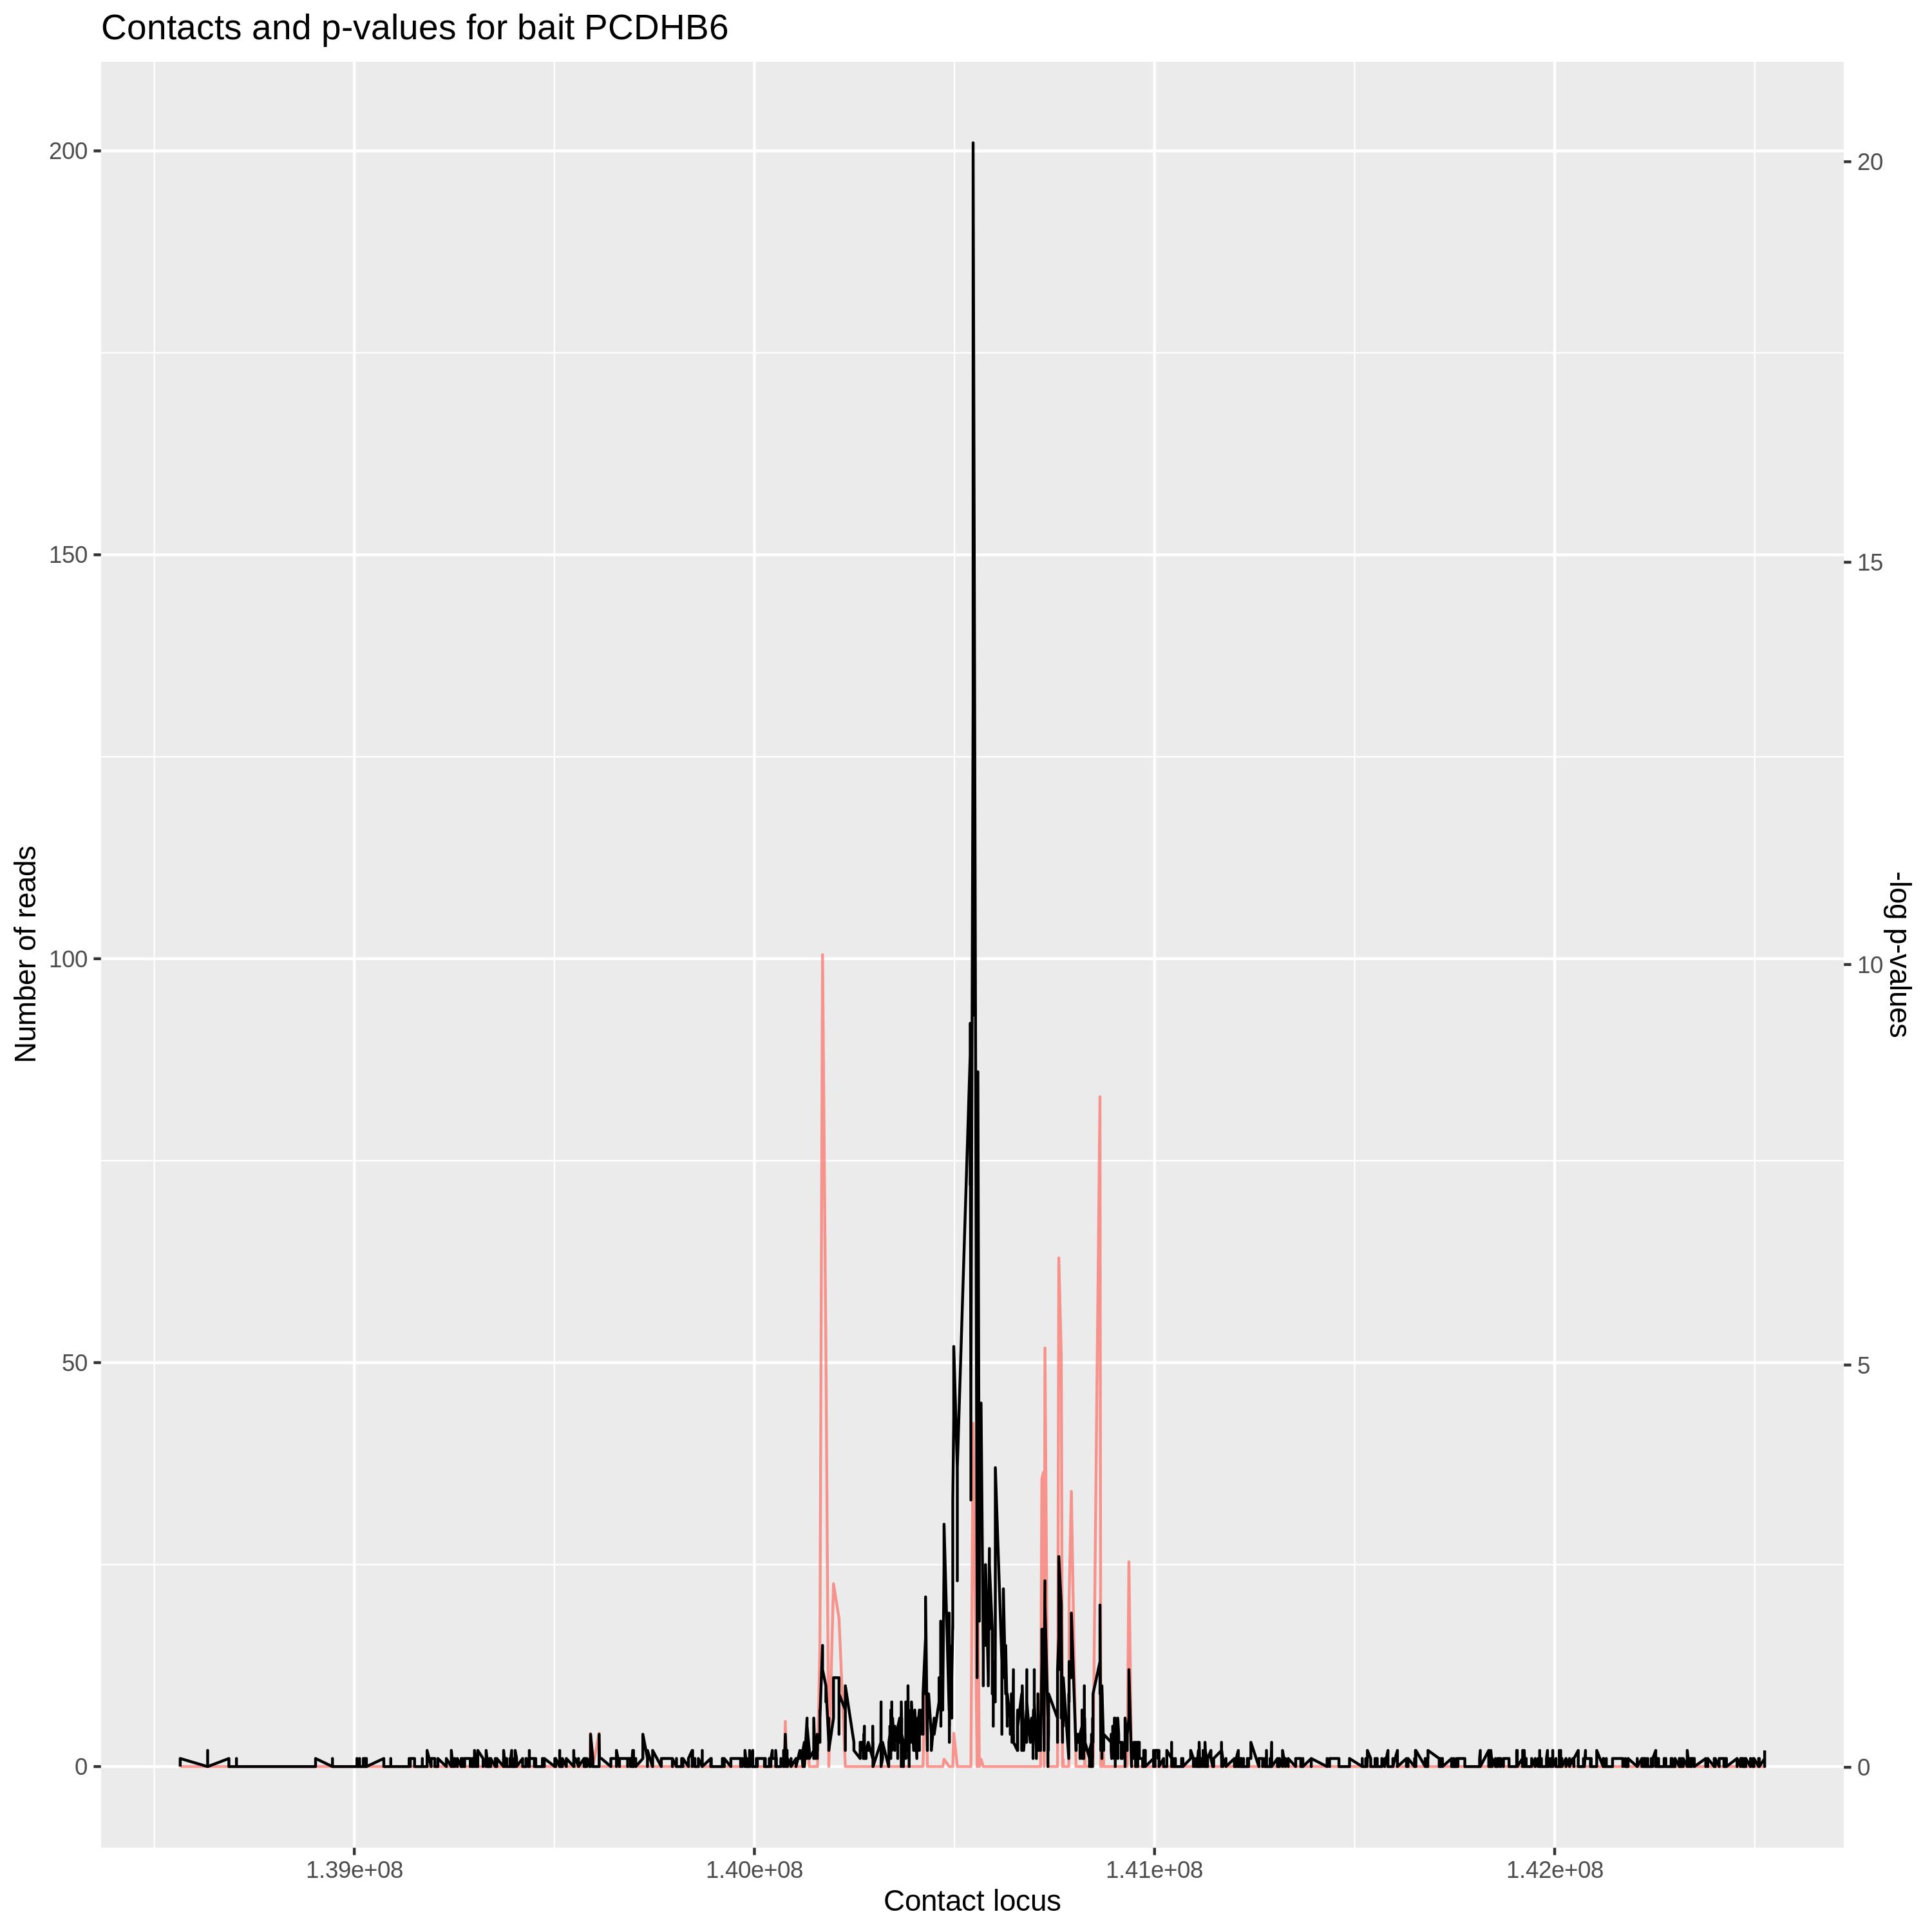 Contacts and p-values for bait PCDHB6
200
150
100
50
0
20
15
10
5
0
Number of reads
-log p-values
1.39e+08
1.40e+08
1.41e+08
1.42e+08
Contact locus